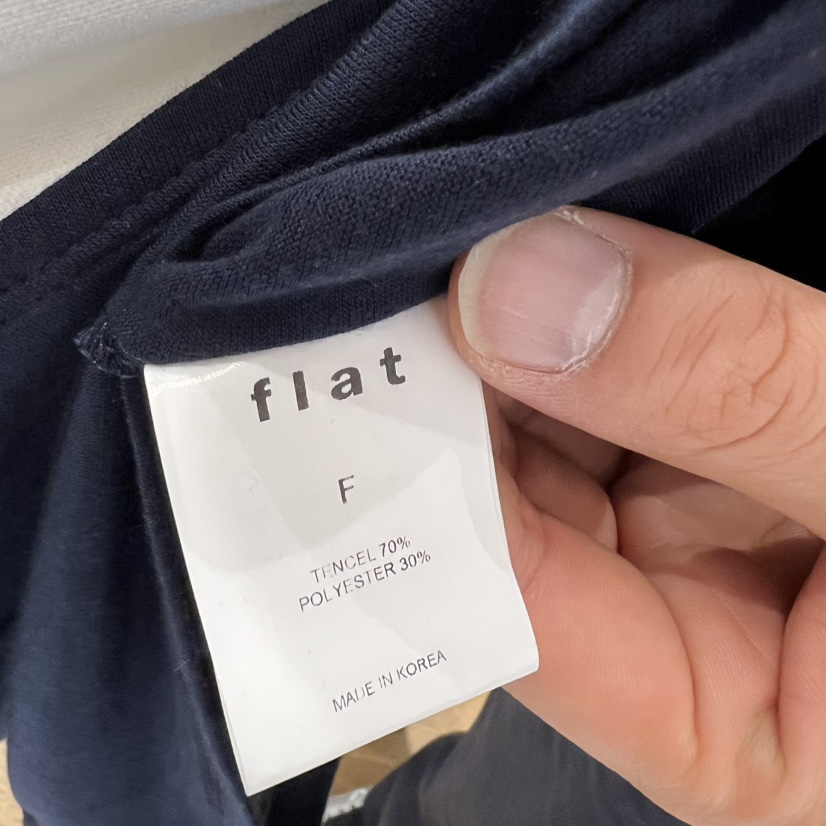 flat
F
TENCEL 70%
POLYESTER 30%
MADE IN KOREA